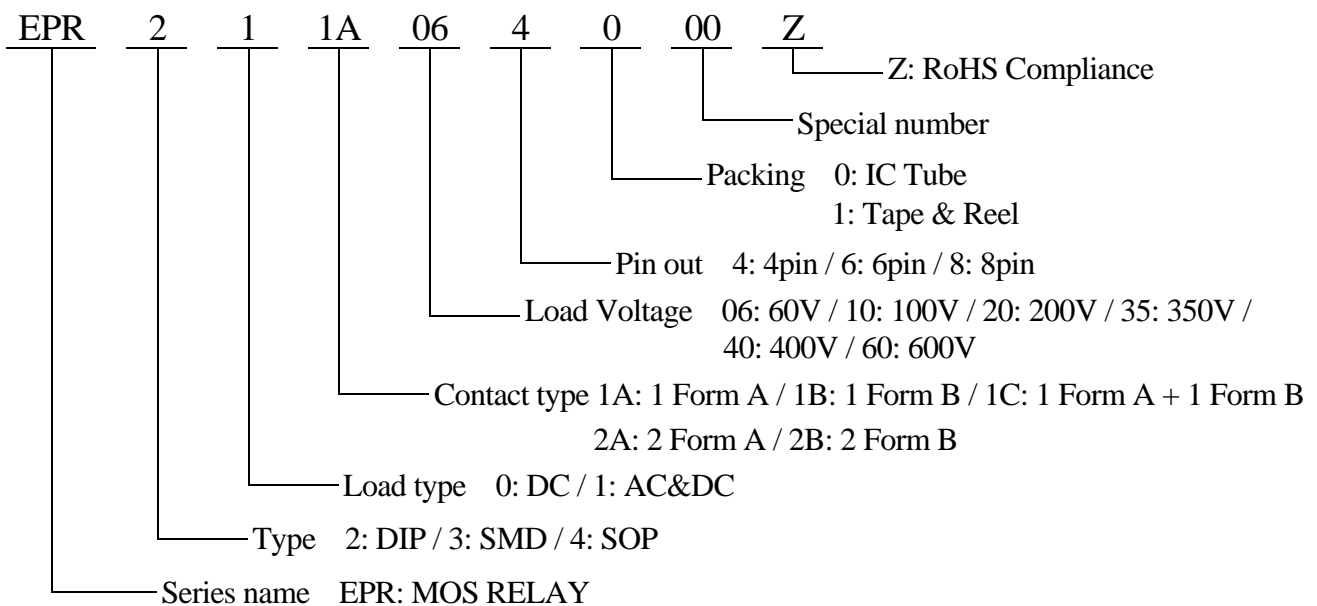 EPR 2 1 1A 06 4 0 00 Z
Z: RoHS Compliance
Special number
Packing 0: IC Tube
1: Tape & Reel
Pin out 4: 4pin / 6: 6pin / 8: 8pin
Load Voltage 06: 60V / 10: 100V / 20: 200V / 35: 350V /
40: 400V / 60: 600V
Contact type 1A: 1 Form A / 1B: 1 Form B / 1C: 1 Form A + 1 Form B
2A: 2 Form A / 2B: 2 Form B
Load type 0: DC / 1: AC&DC
Type 2: DIP / 3: SMD / 4: SOP
Series name EPR: MOS RELAY